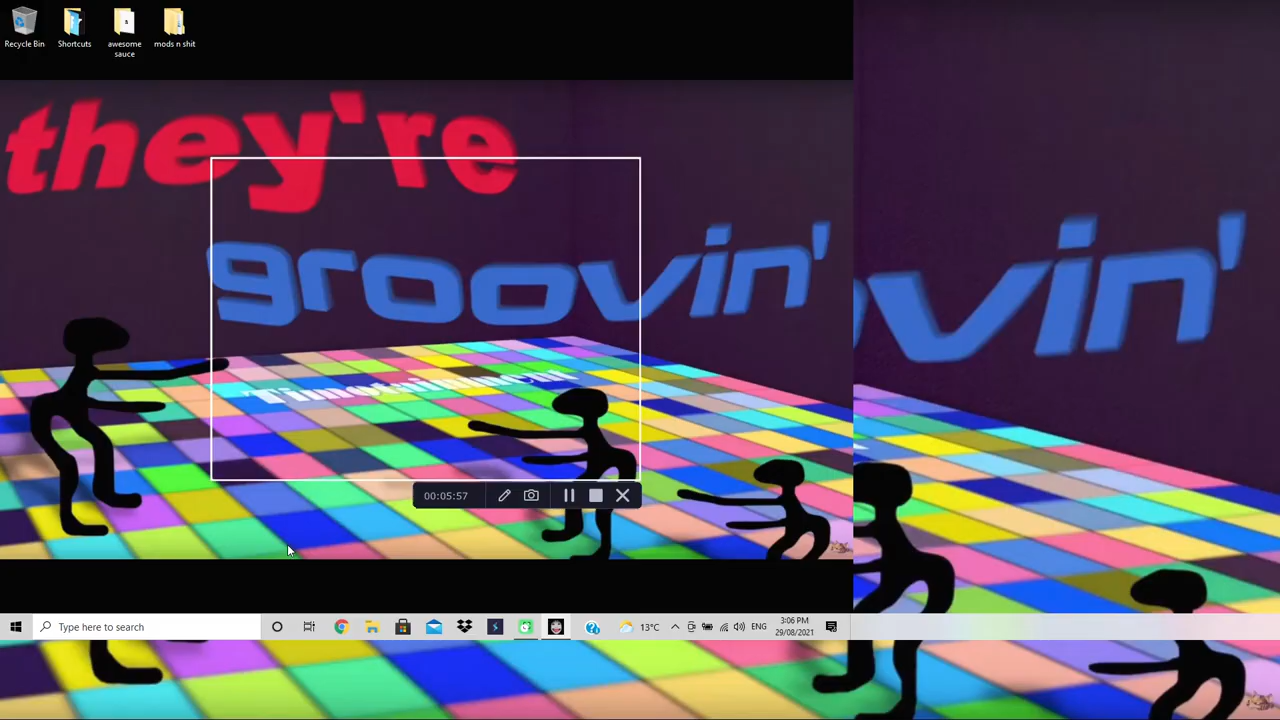 Recycle Bin
Shortcuts
awesome
sauce
mods n shit
they're
groovin'
ovin'
00:05:57
Type here to search
13°C
ENG
3:06 PM
29/08/2021